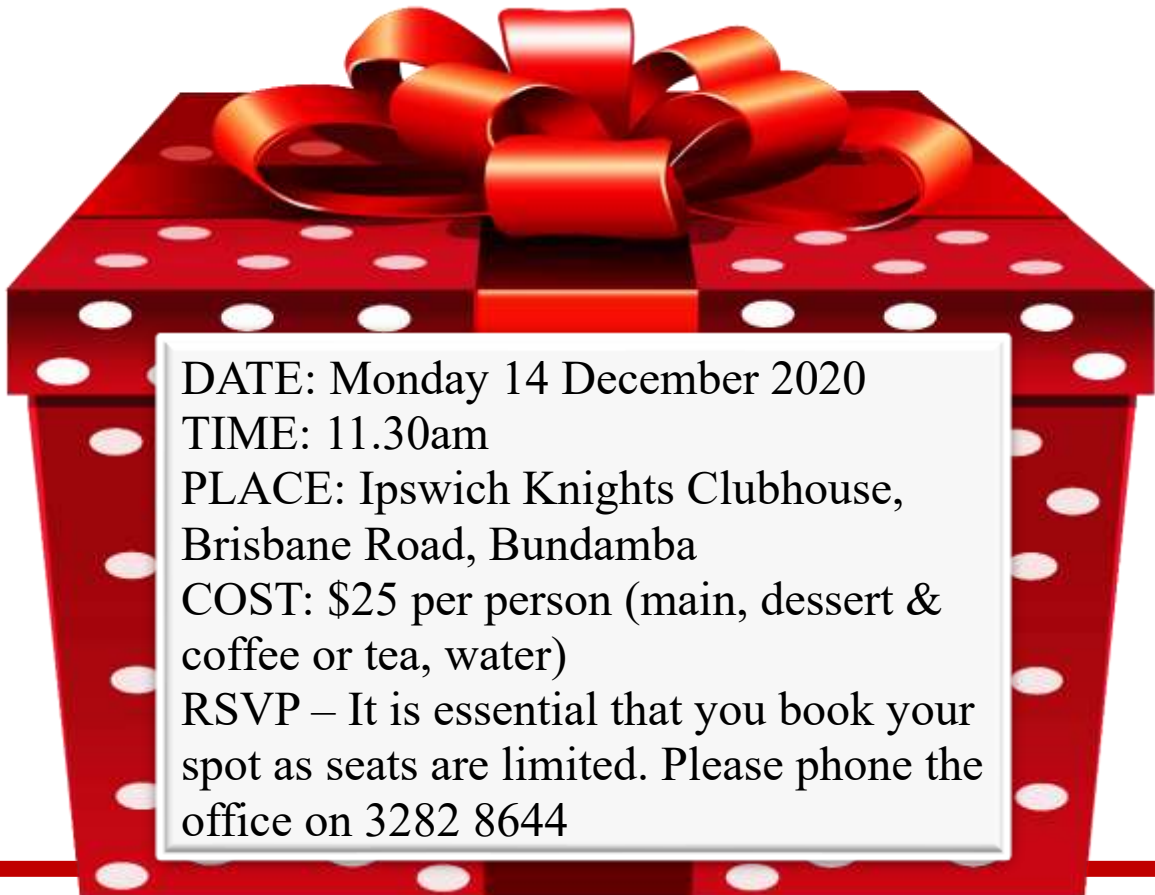 DATE: Monday 14 December 2020
TIME: 11.30am
PLACE: Ipswich Knights Clubhouse,
Brisbane Road, Bundamba
COST: $25 per person (main, dessert &
coffee or tea, water)
RSVP – It is essential that you book your
spot as seats are limited. Please phone the
office on 3282 8644